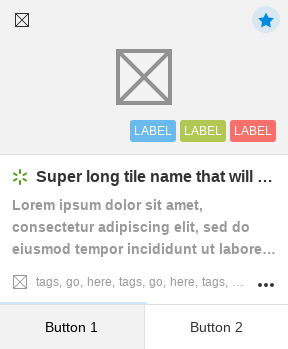 LABEL LABEL LABEL
Super long tile name that will …
Lorem ipsum dolor sit amet,
consectetur adipiscing elit, sed do
eiusmod tempor incididunt ut labore…
tags, go, here, tags, go, here, tags, …
Button 1 Button 2